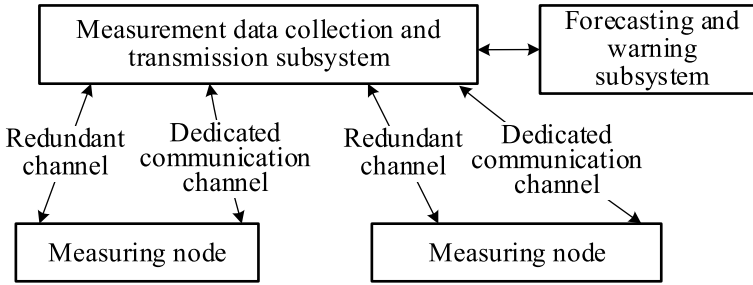 Measurement data collection and
transmission subsystem
Forecasting and
warning
subsystem
Redundant
channel
Dedicated
communication
channel
Redundant
channel
Dedicated
communication
channel
Measuring node
Measuring node